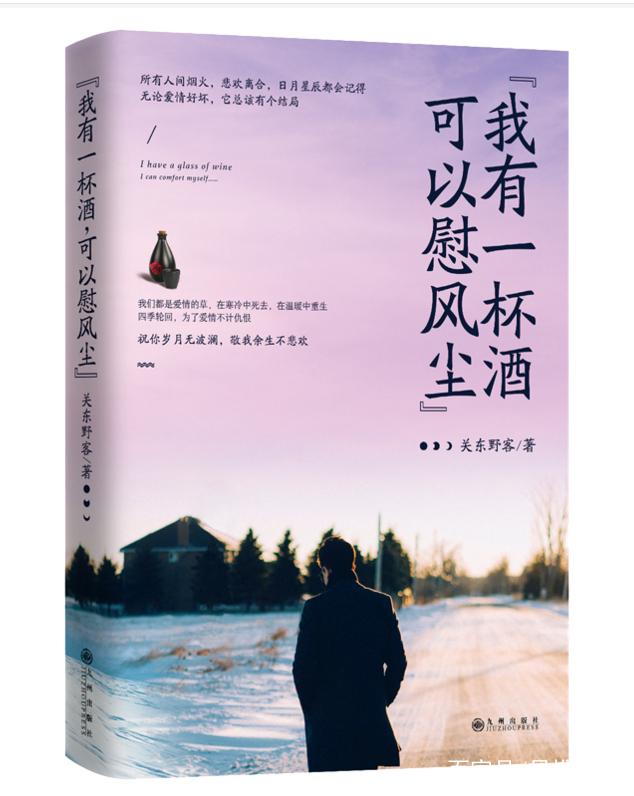 『我有一杯酒，可以慰风尘』
关东野客/著
九州出版社
JIUZHOUPRESS
所有人间烟火，悲欢离合，日月星辰都会记得
无论爱情好坏，它总该有个结局
/
I have a glass of wine
I can comfort myself......
我们都是爱情的草，在寒冷中死去，在温暖中重生
四季轮回，为了爱情不计仇恨
祝你岁月无波澜，敬我余生不悲欢
『我有一杯酒
可以慰风尘』
关东野客/著
九州出版社
JIUZHOUPRESS